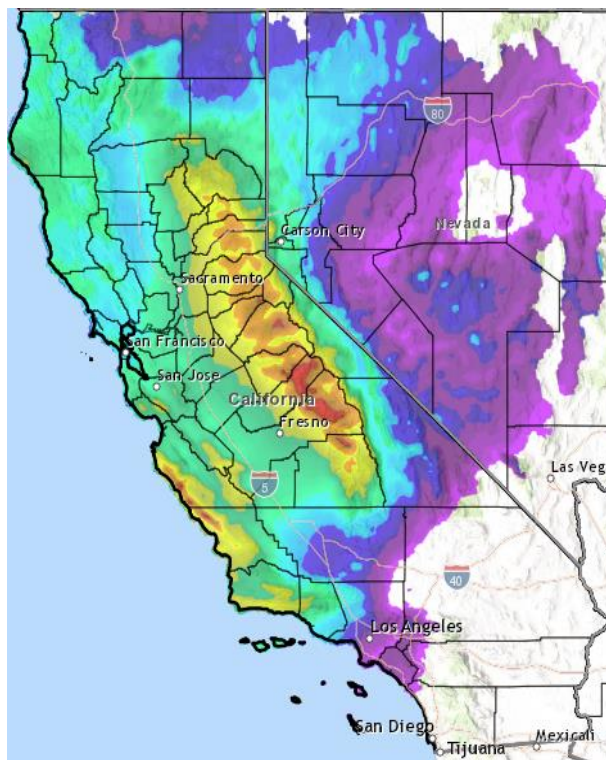 80
Nevada
Carson City
Sacramento
San Francisco
San Jose
California
Fresno
5
Las Veg
40
Los Angeles
San Diego
Mexicali
Tijuana